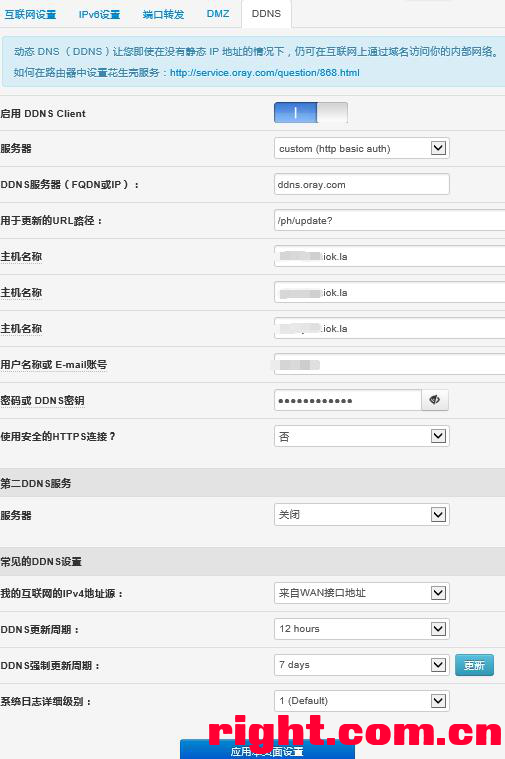 互联网设置 IPv6设置 端口转发 DMZ DDNS
动态 DNS （DDNS）让您即使在没有静态 IP 地址的情况下，仍可在互联网上通过域名访问你的内部网络。
如何在路由器中设置花生壳服务：http://service.oray.com/question/868.html
启用 DDNS Client
服务器 custom (http basic auth)
DDNS服务器（FQDN或IP）： ddns.oray.com
用于更新的URL路径： /ph/update?
主机名称 iok.la
主机名称 iok.la
主机名称 .iok.la
用户名称或 E-mail账号
密码或 DDNS密钥 ••••••••••••
使用安全的HTTPS连接？ 否
第二DDNS服务
服务器 关闭
常见的DDNS设置
我的互联网的IPv4地址源： 来自WAN接口地址
DDNS更新周期： 12 hours
DDNS强制更新周期： 7 days 更新
系统日志详细级别： 1 (Default)
right.com.cn
应用本页面设置